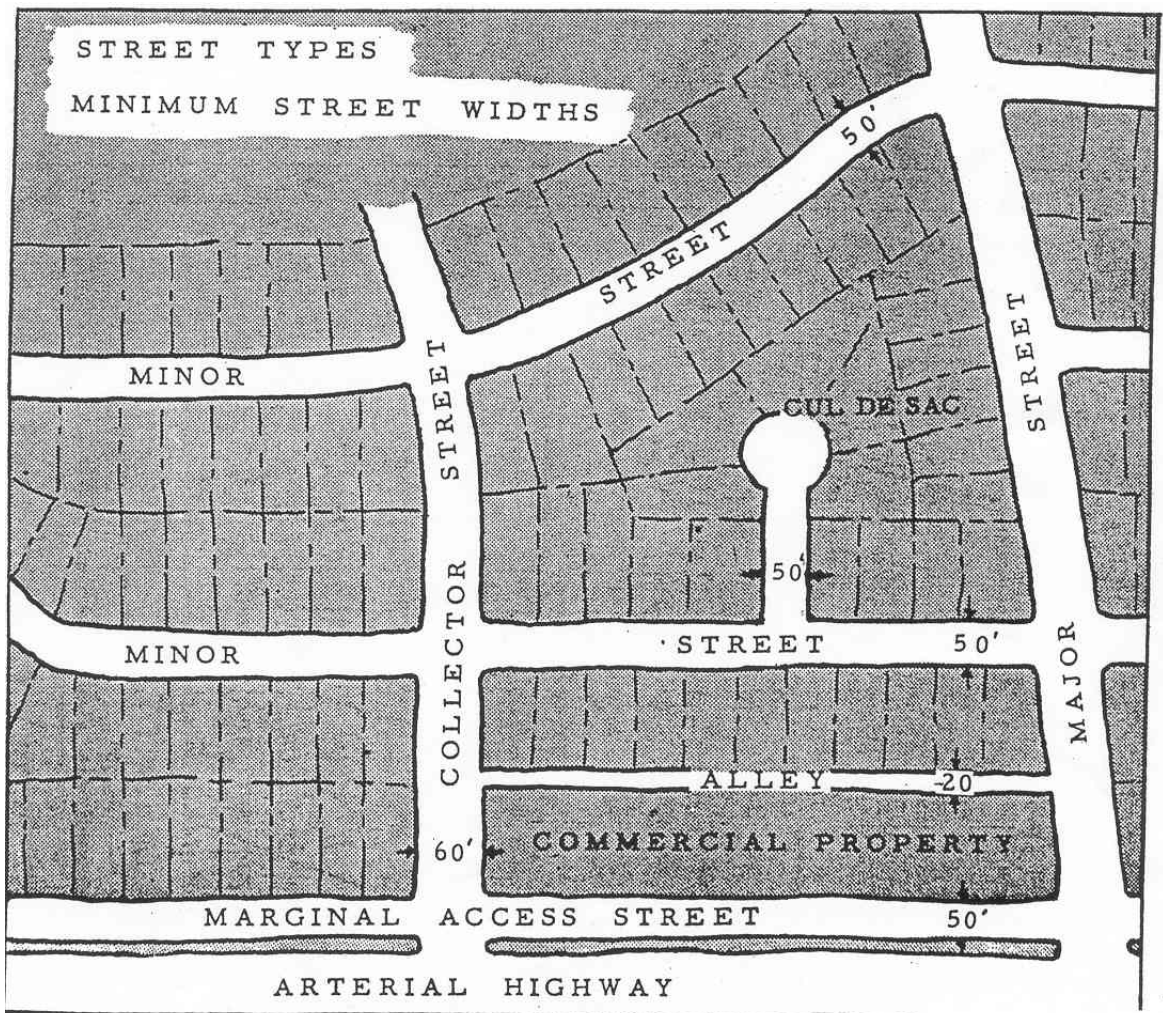 STREET TYPES
MINIMUM STREET WIDTHS
50'
STREET
MINOR
STREET
STREET
CUL DE SAC
50'
COLLECTOR
MINOR
STREET
50'
MAJOR
ALLEY
20
60'
COMMERCIAL PROPERTY
MARGINAL ACCESS STREET
50'
ARTERIAL HIGHWAY